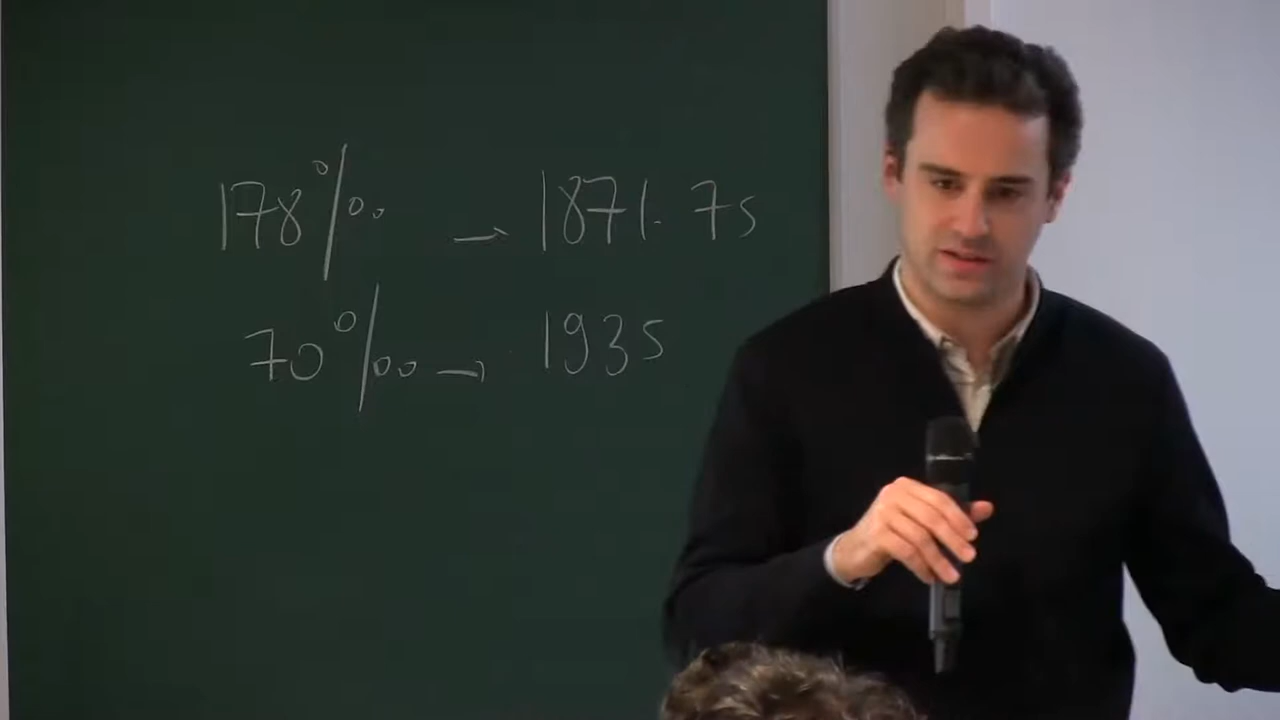 178‰ → 1871.75
70‰ → 1935